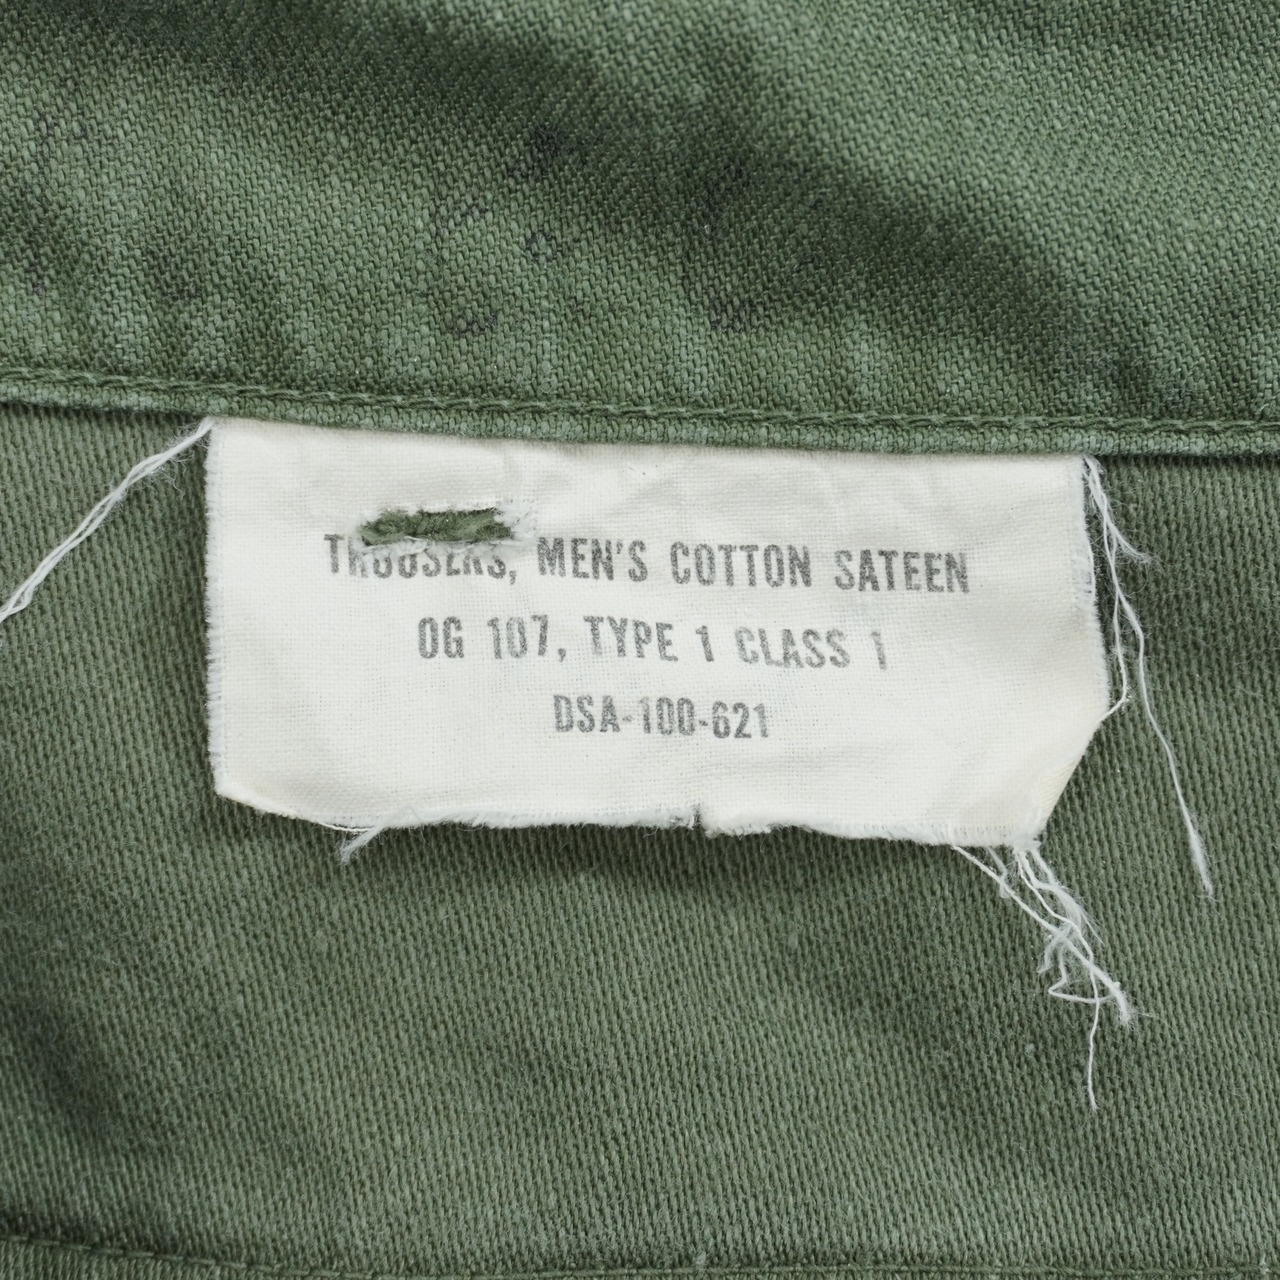 TROUSERS, MEN'S COTTON SATEEN
OG 107, TYPE 1 CLASS 1
DSA-100-621